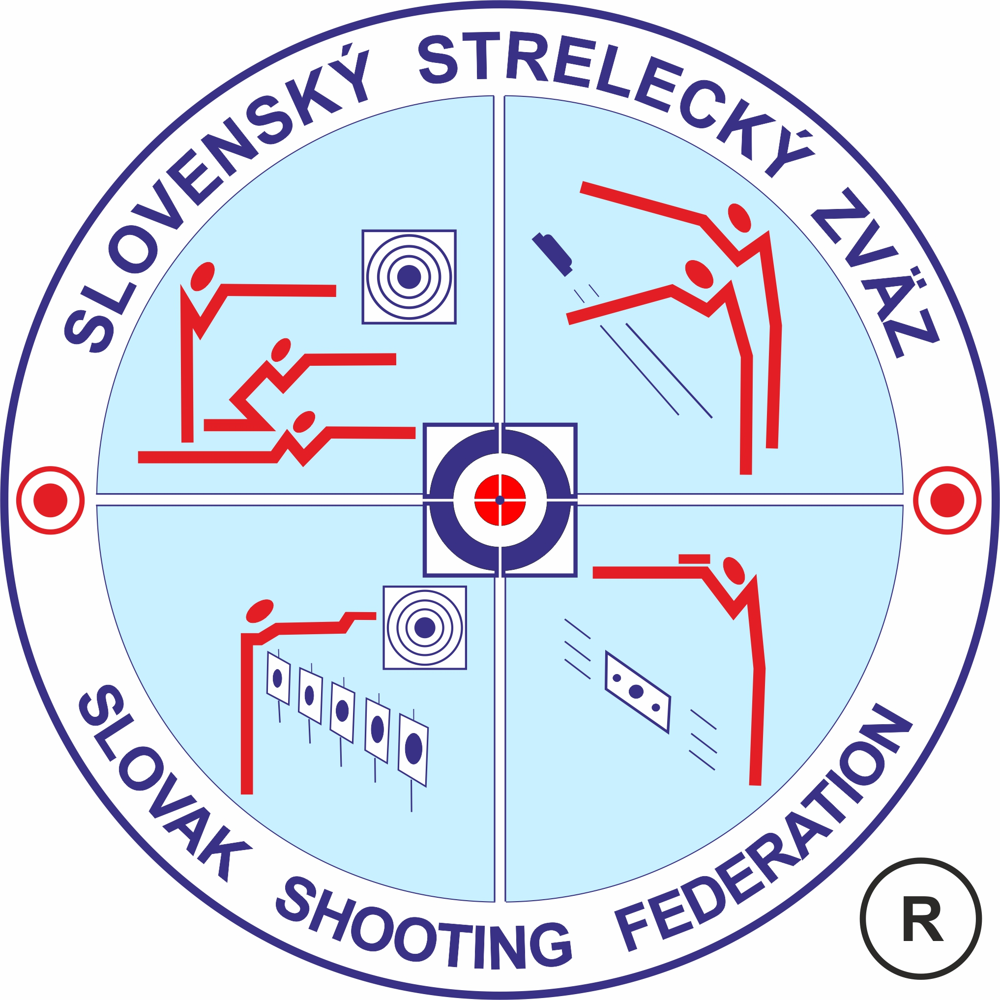 SLOVENSKÝ STRELECKÝ ZVÄZ
SLOVAK SHOOTING FEDERATION
R